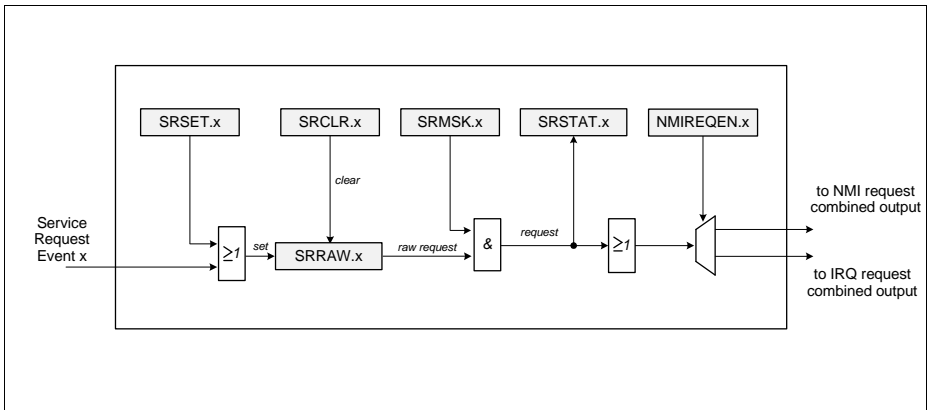 SRSET.x
SRCLR.x
SRMSK.x
SRSTAT.x
NMIREQEN.x
clear
to NMI request
combined output
Service
Request
Event x
≥1
set
SRRAW.x
raw request
&
request
≥1
to IRQ request
combined output